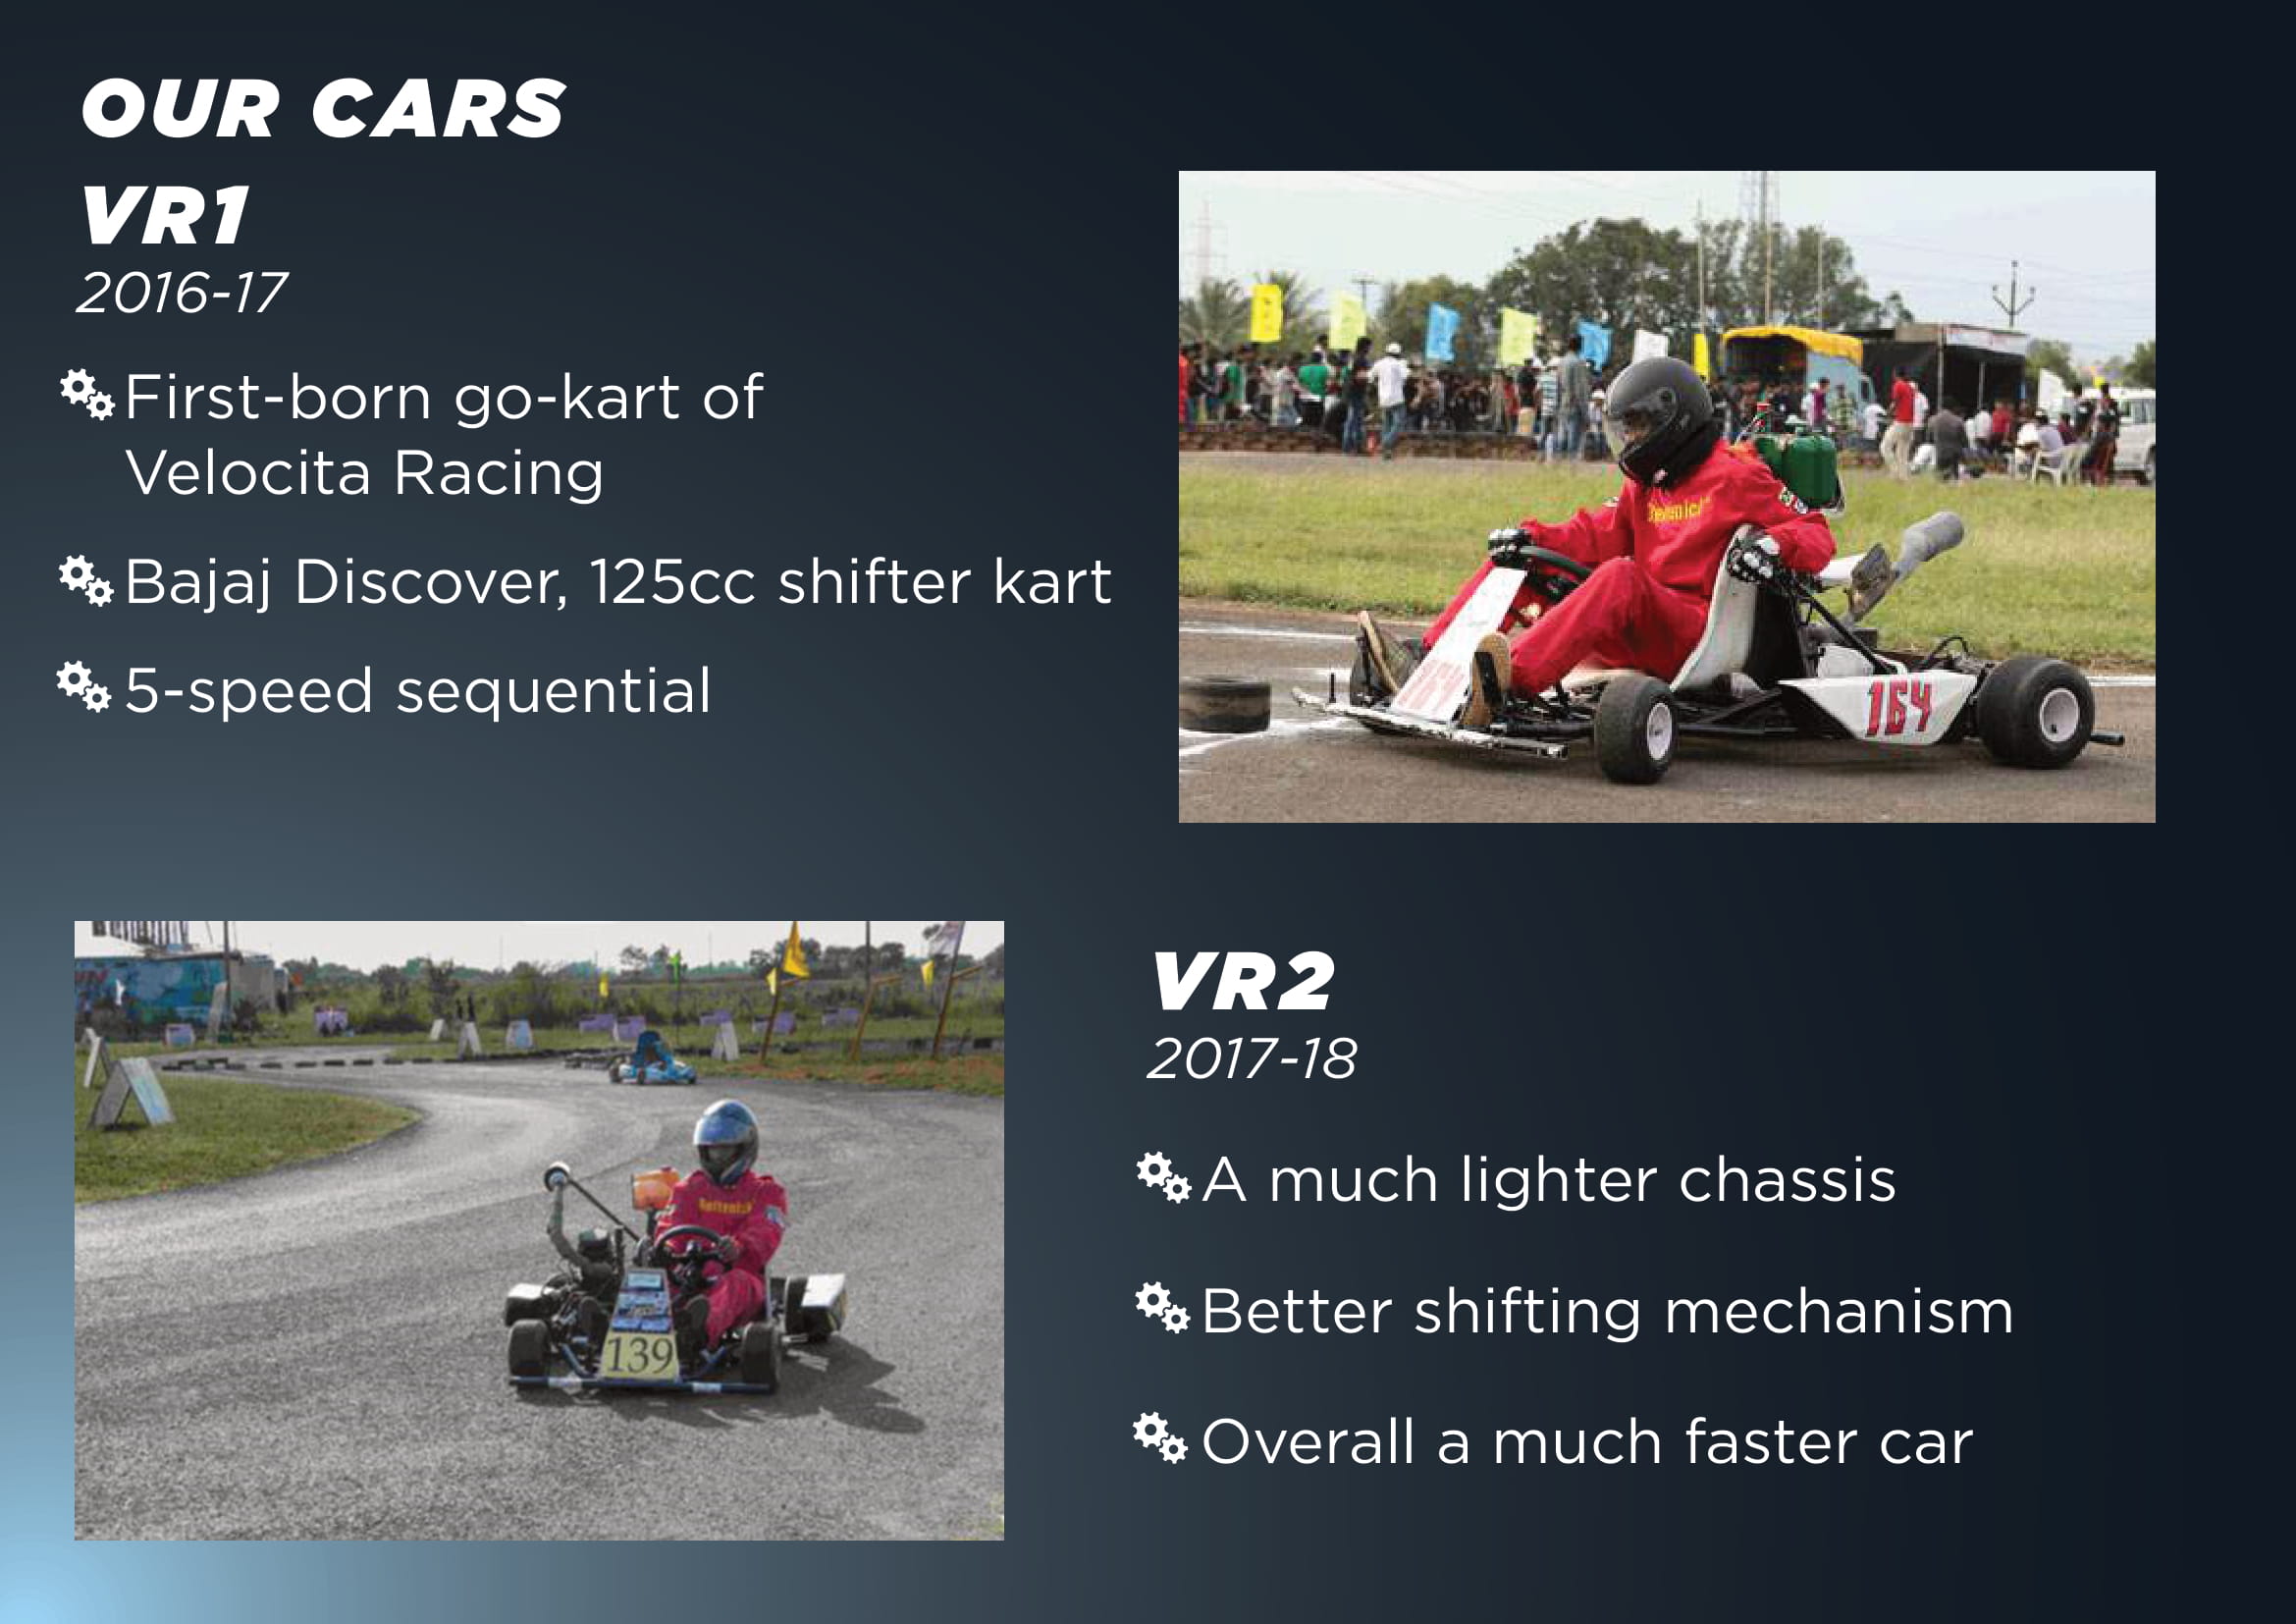 OUR CARS
VR1
2016-17
First-born go-kart of
Velocita Racing
Bajaj Discover, 125cc shifter kart
5-speed sequential
164
164
139
VR2
2017-18
A much lighter chassis
Better shifting mechanism
Overall a much faster car